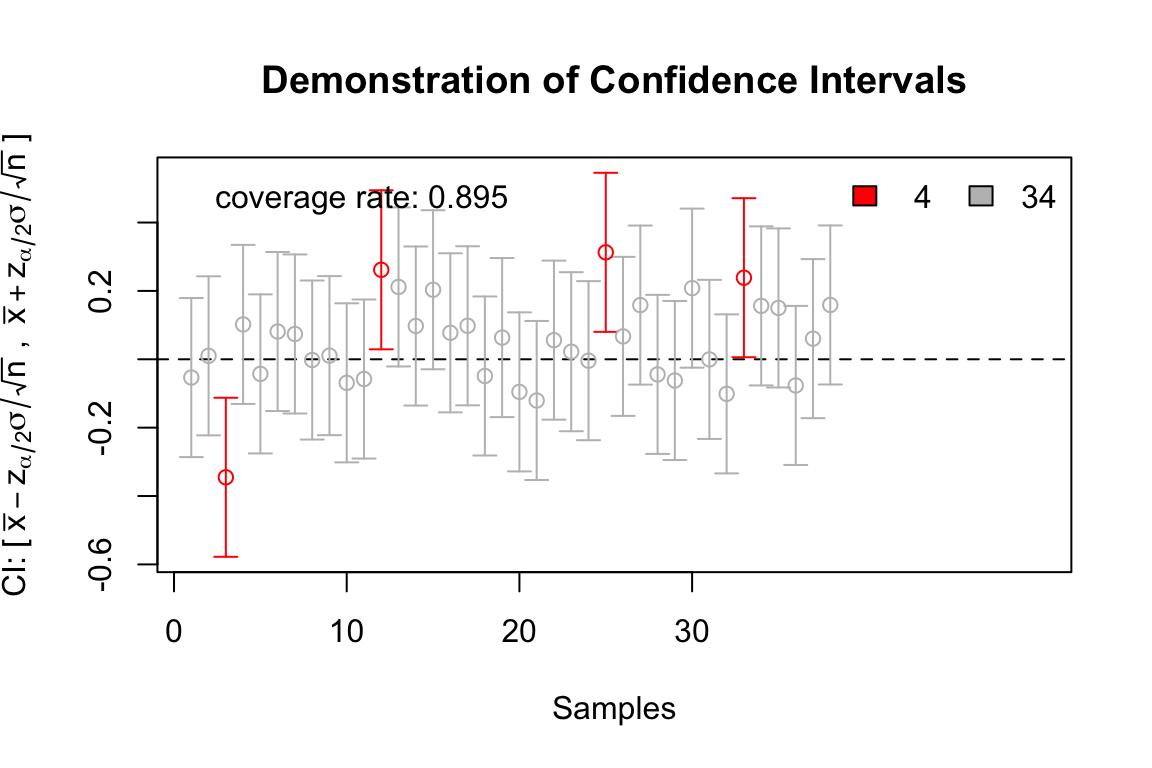 Demonstration of Confidence Intervals
CI: [ x̅ − z_{α/2}σ/√n , x̅ + z_{α/2}σ/√n ]
coverage rate: 0.895
4
34
0.2
-0.2
-0.6
0 10 20 30
Samples